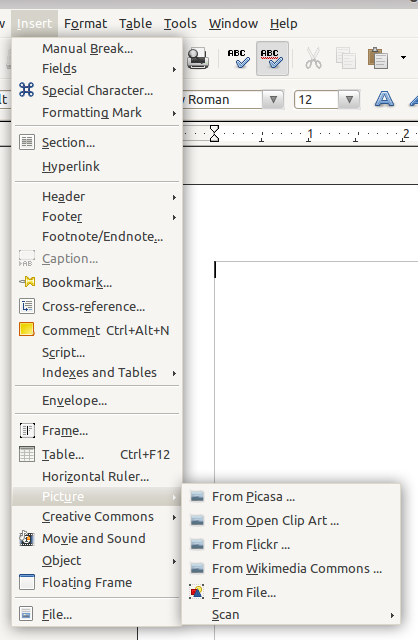 Insert Format Table Tools Window Help
Manual Break...
Fields
Special Character...
Formatting Mark
Section...
Hyperlink
Header
Footer
Footnote/Endnote...
Caption...
Bookmark...
Cross-reference...
Comment Ctrl+Alt+N
Script...
Indexes and Tables
Envelope...
Frame...
Table... Ctrl+F12
Horizontal Ruler...
Picture
Creative Commons
Movie and Sound
Object
Floating Frame
File...
ABC ABC
Roman 12
1 2
From Picasa ...
From Open Clip Art ...
From Flickr ...
From Wikimedia Commons ...
From File...
Scan